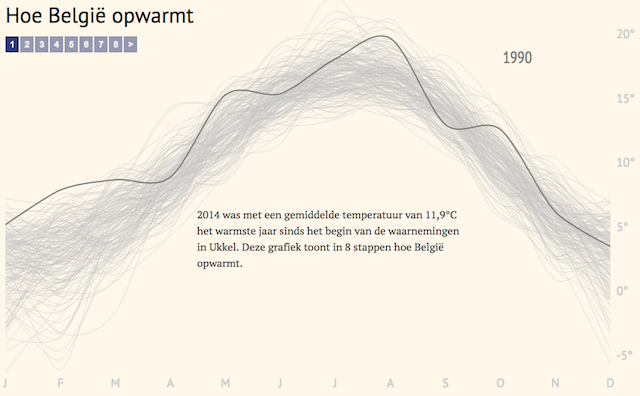 Hoe België opwarmt
1 2 3 4 5 6 7 8 >
1990
20°
15°
10°
5°
0°
-5°
2014 was met een gemiddelde temperatuur van 11,9°C
het warmste jaar sinds het begin van de waarnemingen
in Ukkel. Deze grafiek toont in 8 stappen hoe België
opwarmt.
J F M A M J J A S O N D